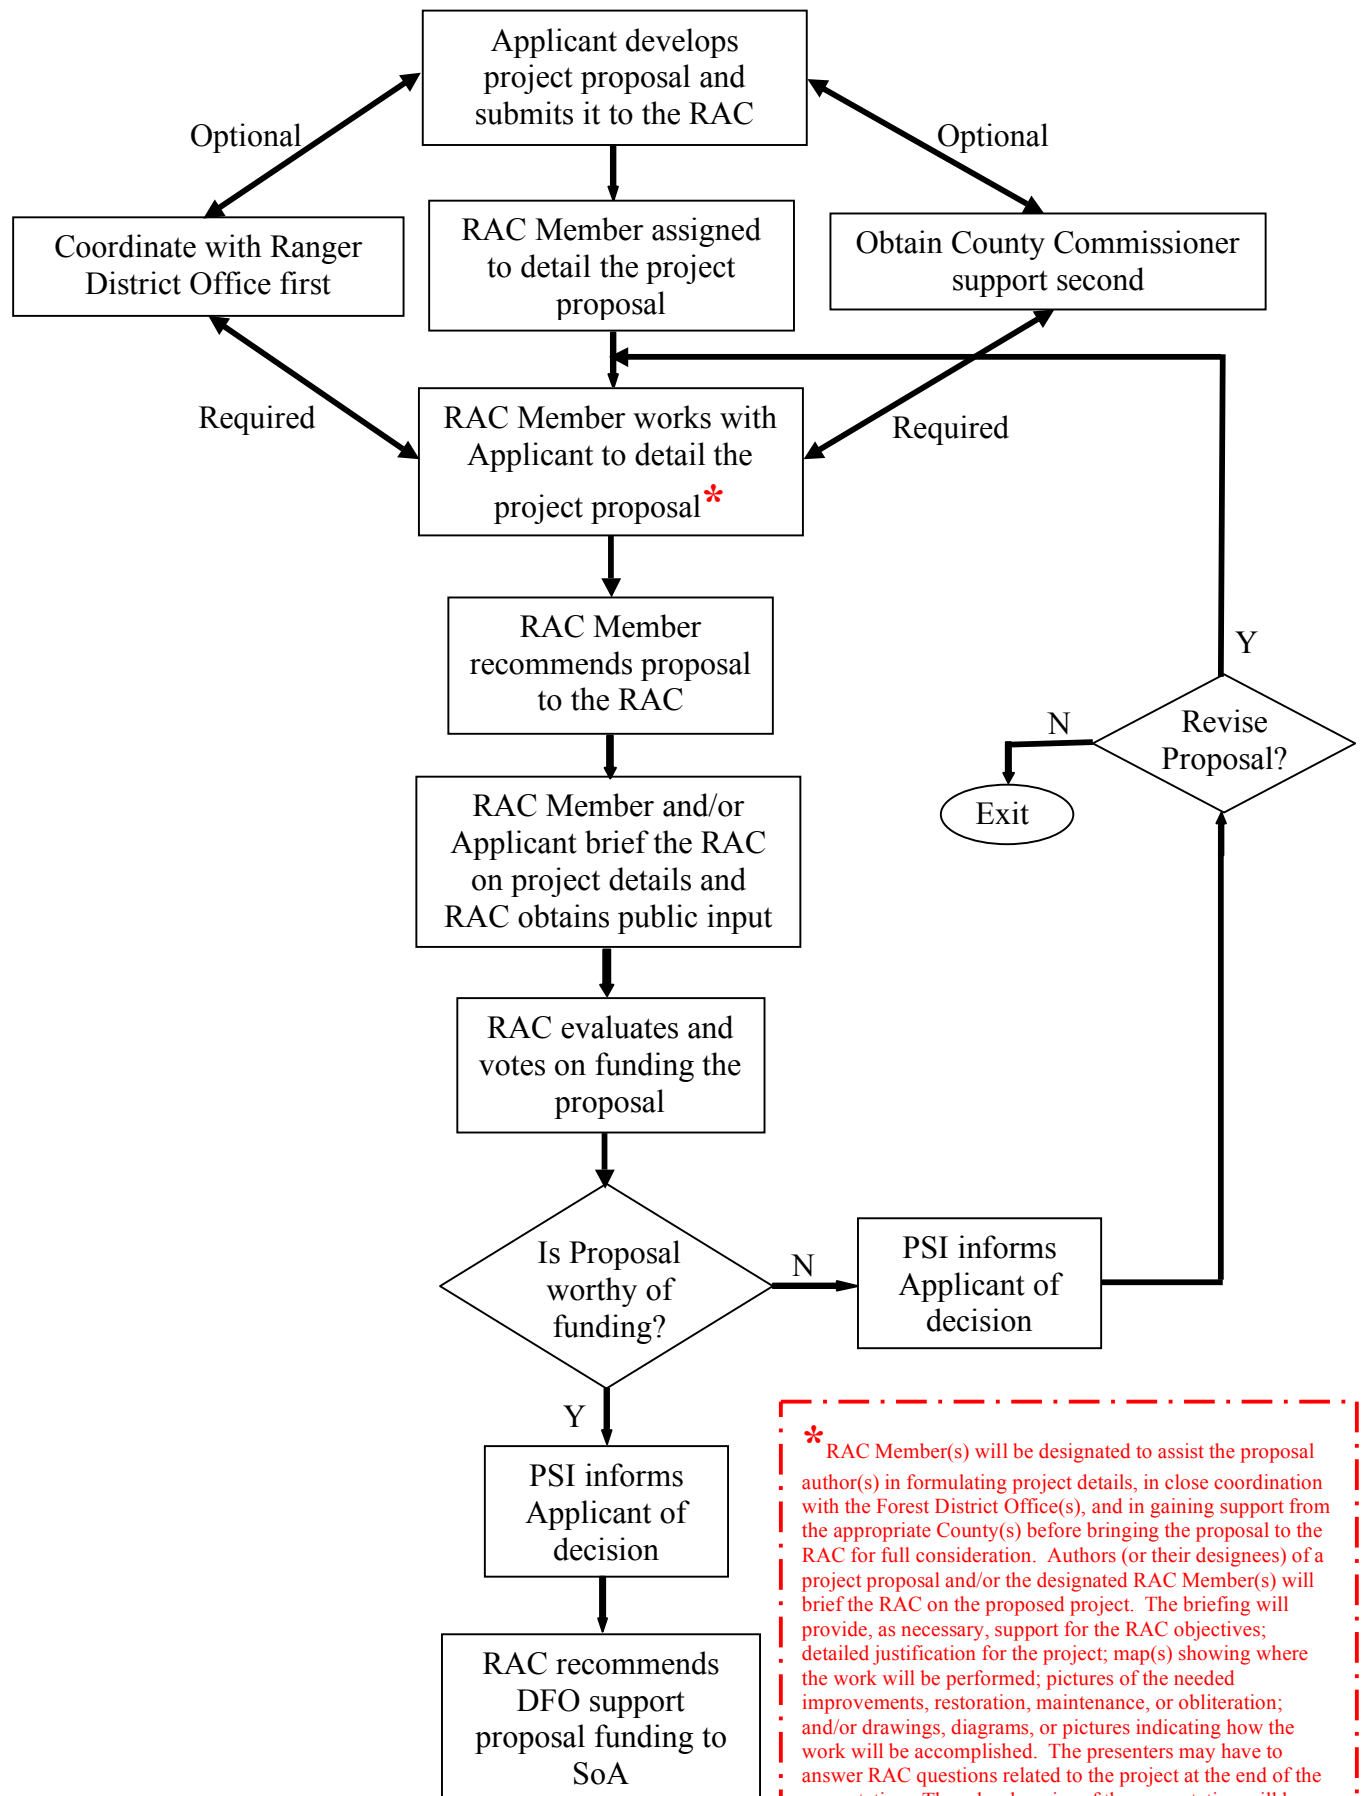 Applicant develops
project proposal and
submits it to the RAC
Optional
Optional
Coordinate with Ranger
District Office first
RAC Member assigned
to detail the project
proposal
Obtain County Commissioner
support second
Required
Required
RAC Member works with
Applicant to detail the
project proposal*
RAC Member
recommends proposal
to the RAC
Y
N
Revise
Proposal?
Exit
RAC Member and/or
Applicant brief the RAC
on project details and
RAC obtains public input
RAC evaluates and
votes on funding the
proposal
Is Proposal
worthy of
funding?
N
PSI informs
Applicant of
decision
Y
PSI informs
Applicant of
decision
RAC recommends
DFO support
proposal funding to
SoA
* RAC Member(s) will be designated to assist the proposal
author(s) in formulating project details, in close coordination
with the Forest District Office(s), and in gaining support from
the appropriate County(s) before bringing the proposal to the
RAC for full consideration. Authors (or their designees) of a
project proposal and/or the designated RAC Member(s) will
brief the RAC on the proposed project. The briefing will
provide, as necessary, support for the RAC objectives;
detailed justification for the project; map(s) showing where
the work will be performed; pictures of the needed
improvements, restoration, maintenance, or obliteration;
and/or drawings, diagrams, or pictures indicating how the
work will be accomplished. The presenters may have to
answer RAC questions related to the project at the end of the